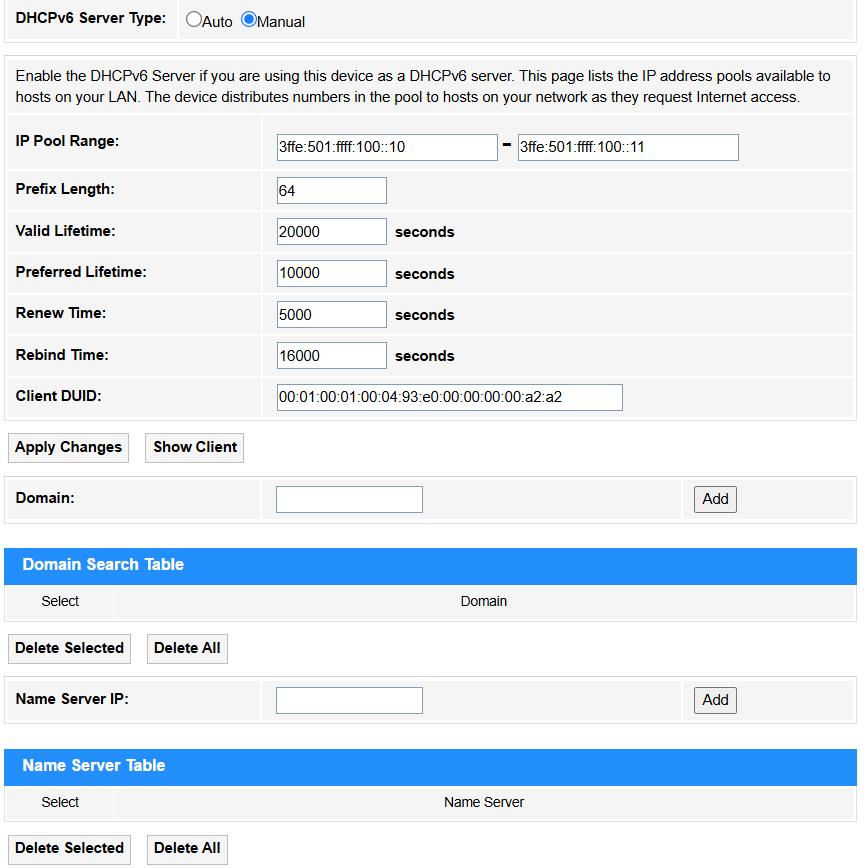 DHCPv6 Server Type: Auto Manual
Enable the DHCPv6 Server if you are using this device as a DHCPv6 server. This page lists the IP address pools available to
hosts on your LAN. The device distributes numbers in the pool to hosts on your network as they request Internet access.
IP Pool Range: 3ffe:501:ffff:100::10 - 3ffe:501:ffff:100::11
Prefix Length: 64
Valid Lifetime: 20000 seconds
Preferred Lifetime: 10000 seconds
Renew Time: 5000 seconds
Rebind Time: 16000 seconds
Client DUID: 00:01:00:01:00:04:93:e0:00:00:00:00:a2:a2
Apply Changes Show Client
Domain: Add
Domain Search Table
Select Domain
Delete Selected Delete All
Name Server IP: Add
Name Server Table
Select Name Server
Delete Selected Delete All